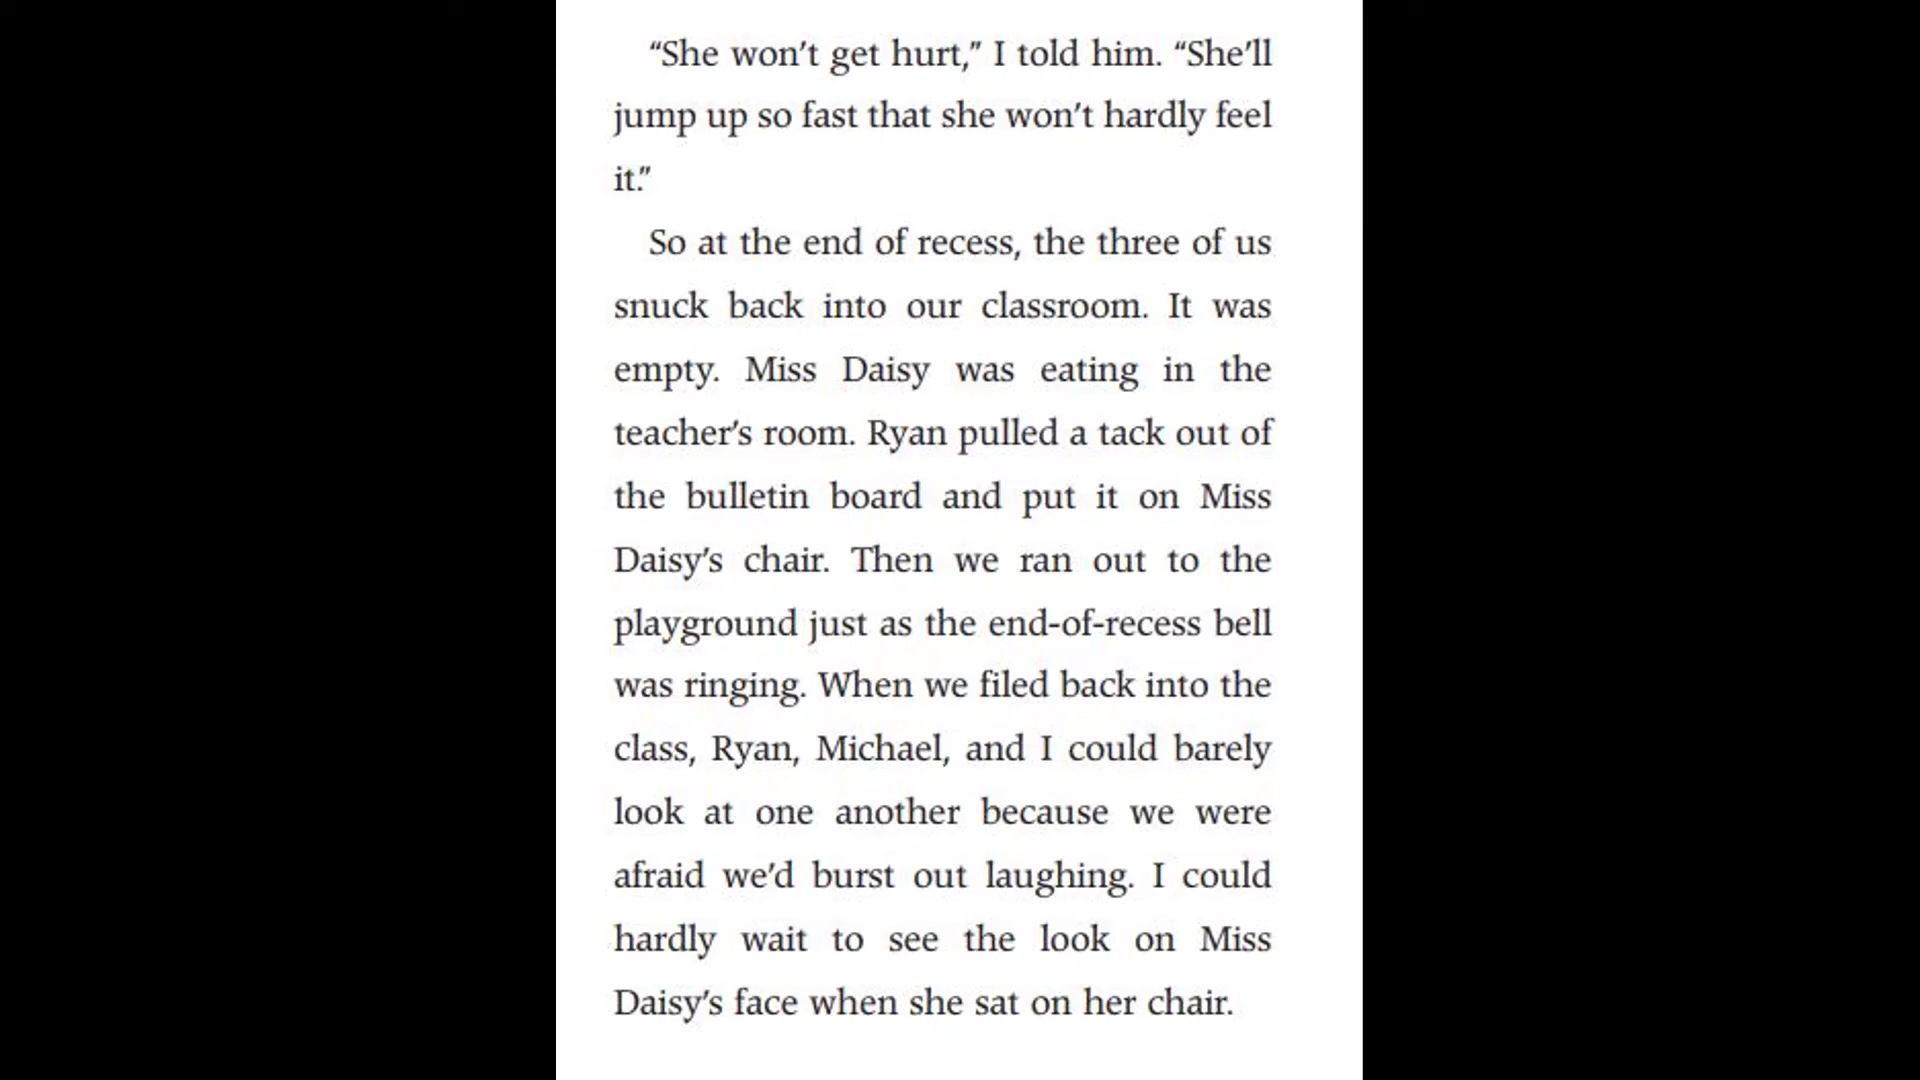 “She won’t get hurt,” I told him. “She’ll
jump up so fast that she won’t hardly feel
it.”
So at the end of recess, the three of us
snuck back into our classroom. It was
empty. Miss Daisy was eating in the
teacher’s room. Ryan pulled a tack out of
the bulletin board and put it on Miss
Daisy’s chair. Then we ran out to the
playground just as the end-of-recess bell
was ringing. When we filed back into the
class, Ryan, Michael, and I could barely
look at one another because we were
afraid we’d burst out laughing. I could
hardly wait to see the look on Miss
Daisy’s face when she sat on her chair.